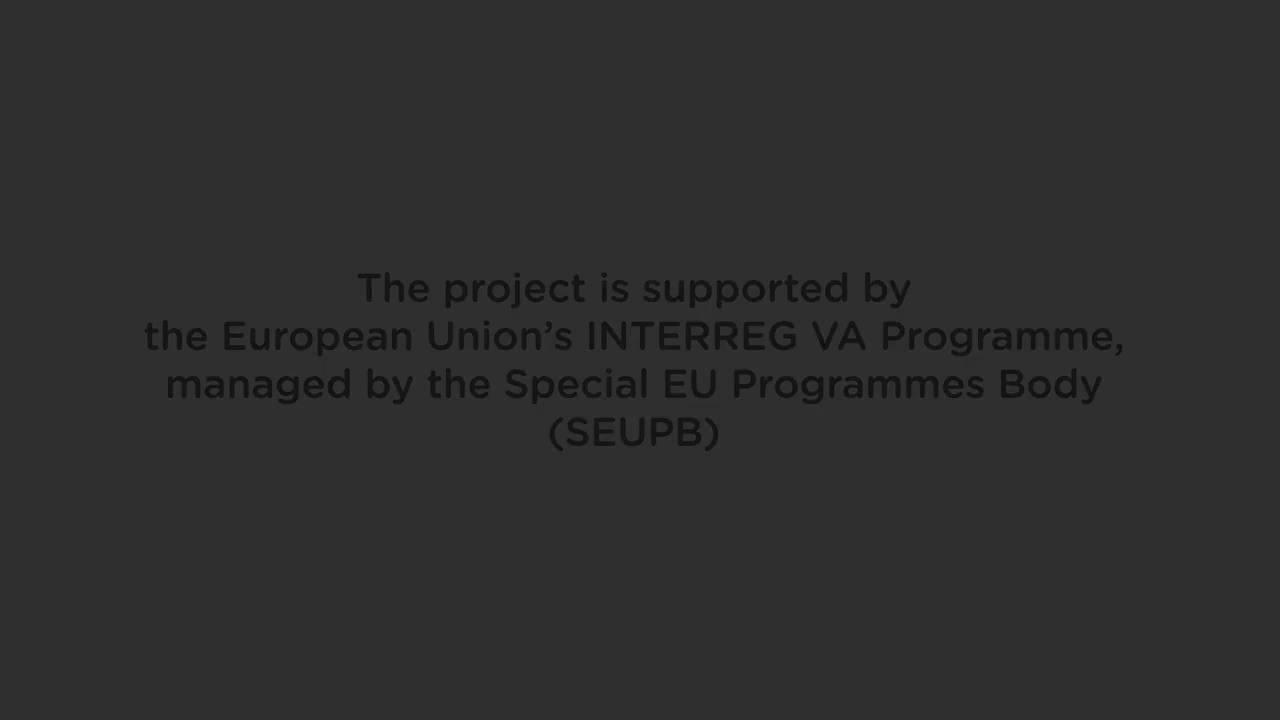 The project is supported by
the European Union’s INTERREG VA Programme,
managed by the Special EU Programmes Body
(SEUPB)